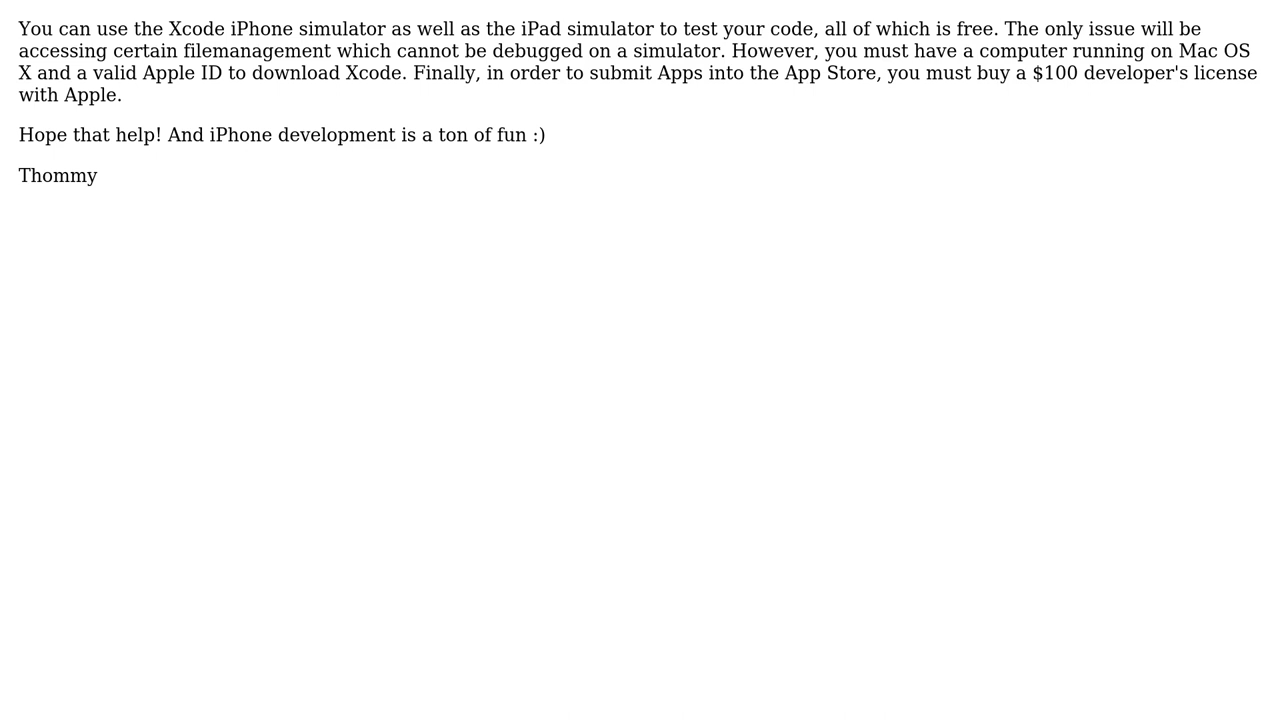 You can use the Xcode iPhone simulator as well as the iPad simulator to test your code, all of which is free. The only issue will be
accessing certain filemanagement which cannot be debugged on a simulator. However, you must have a computer running on Mac OS
X and a valid Apple ID to download Xcode. Finally, in order to submit Apps into the App Store, you must buy a $100 developer's license
with Apple.
Hope that help! And iPhone development is a ton of fun :)
Thommy